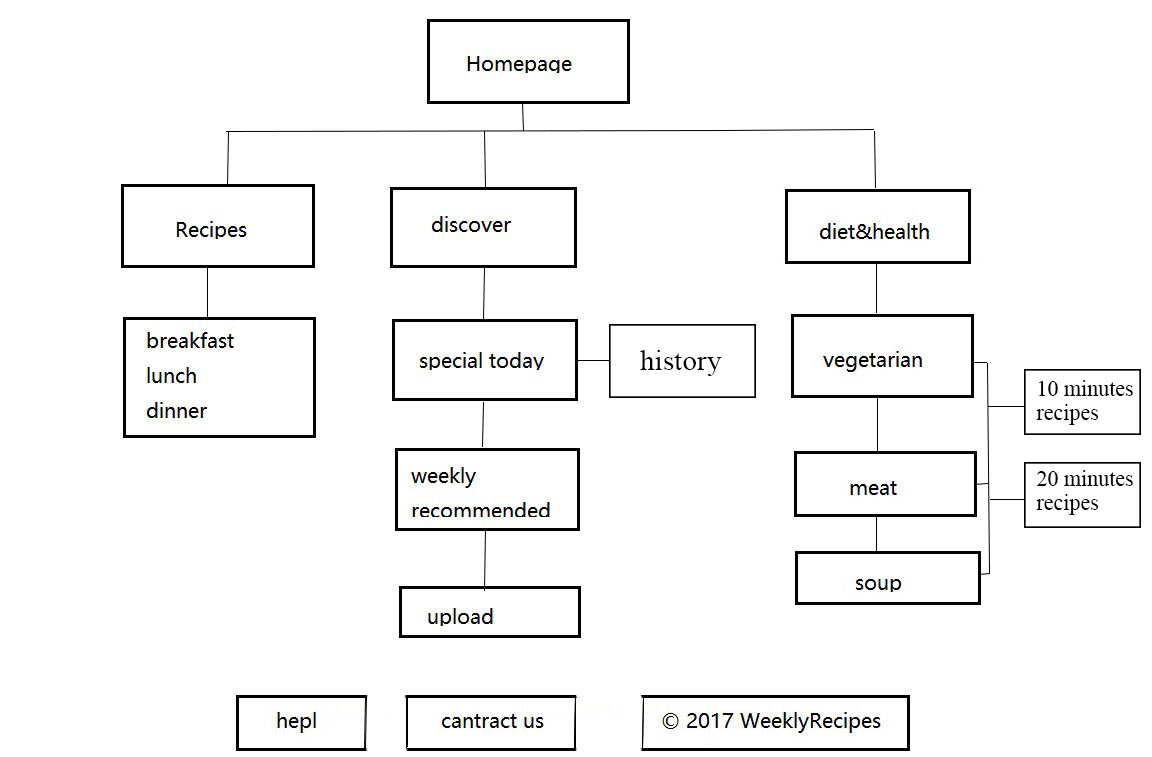 Homepage
Recipes
discover
diet&health
breakfast
lunch
dinner
special today
history
vegetarian
10 minutes
recipes
weekly
recommended
meat
20 minutes
recipes
soup
upload
hepl
cantract us
© 2017 WeeklyRecipes